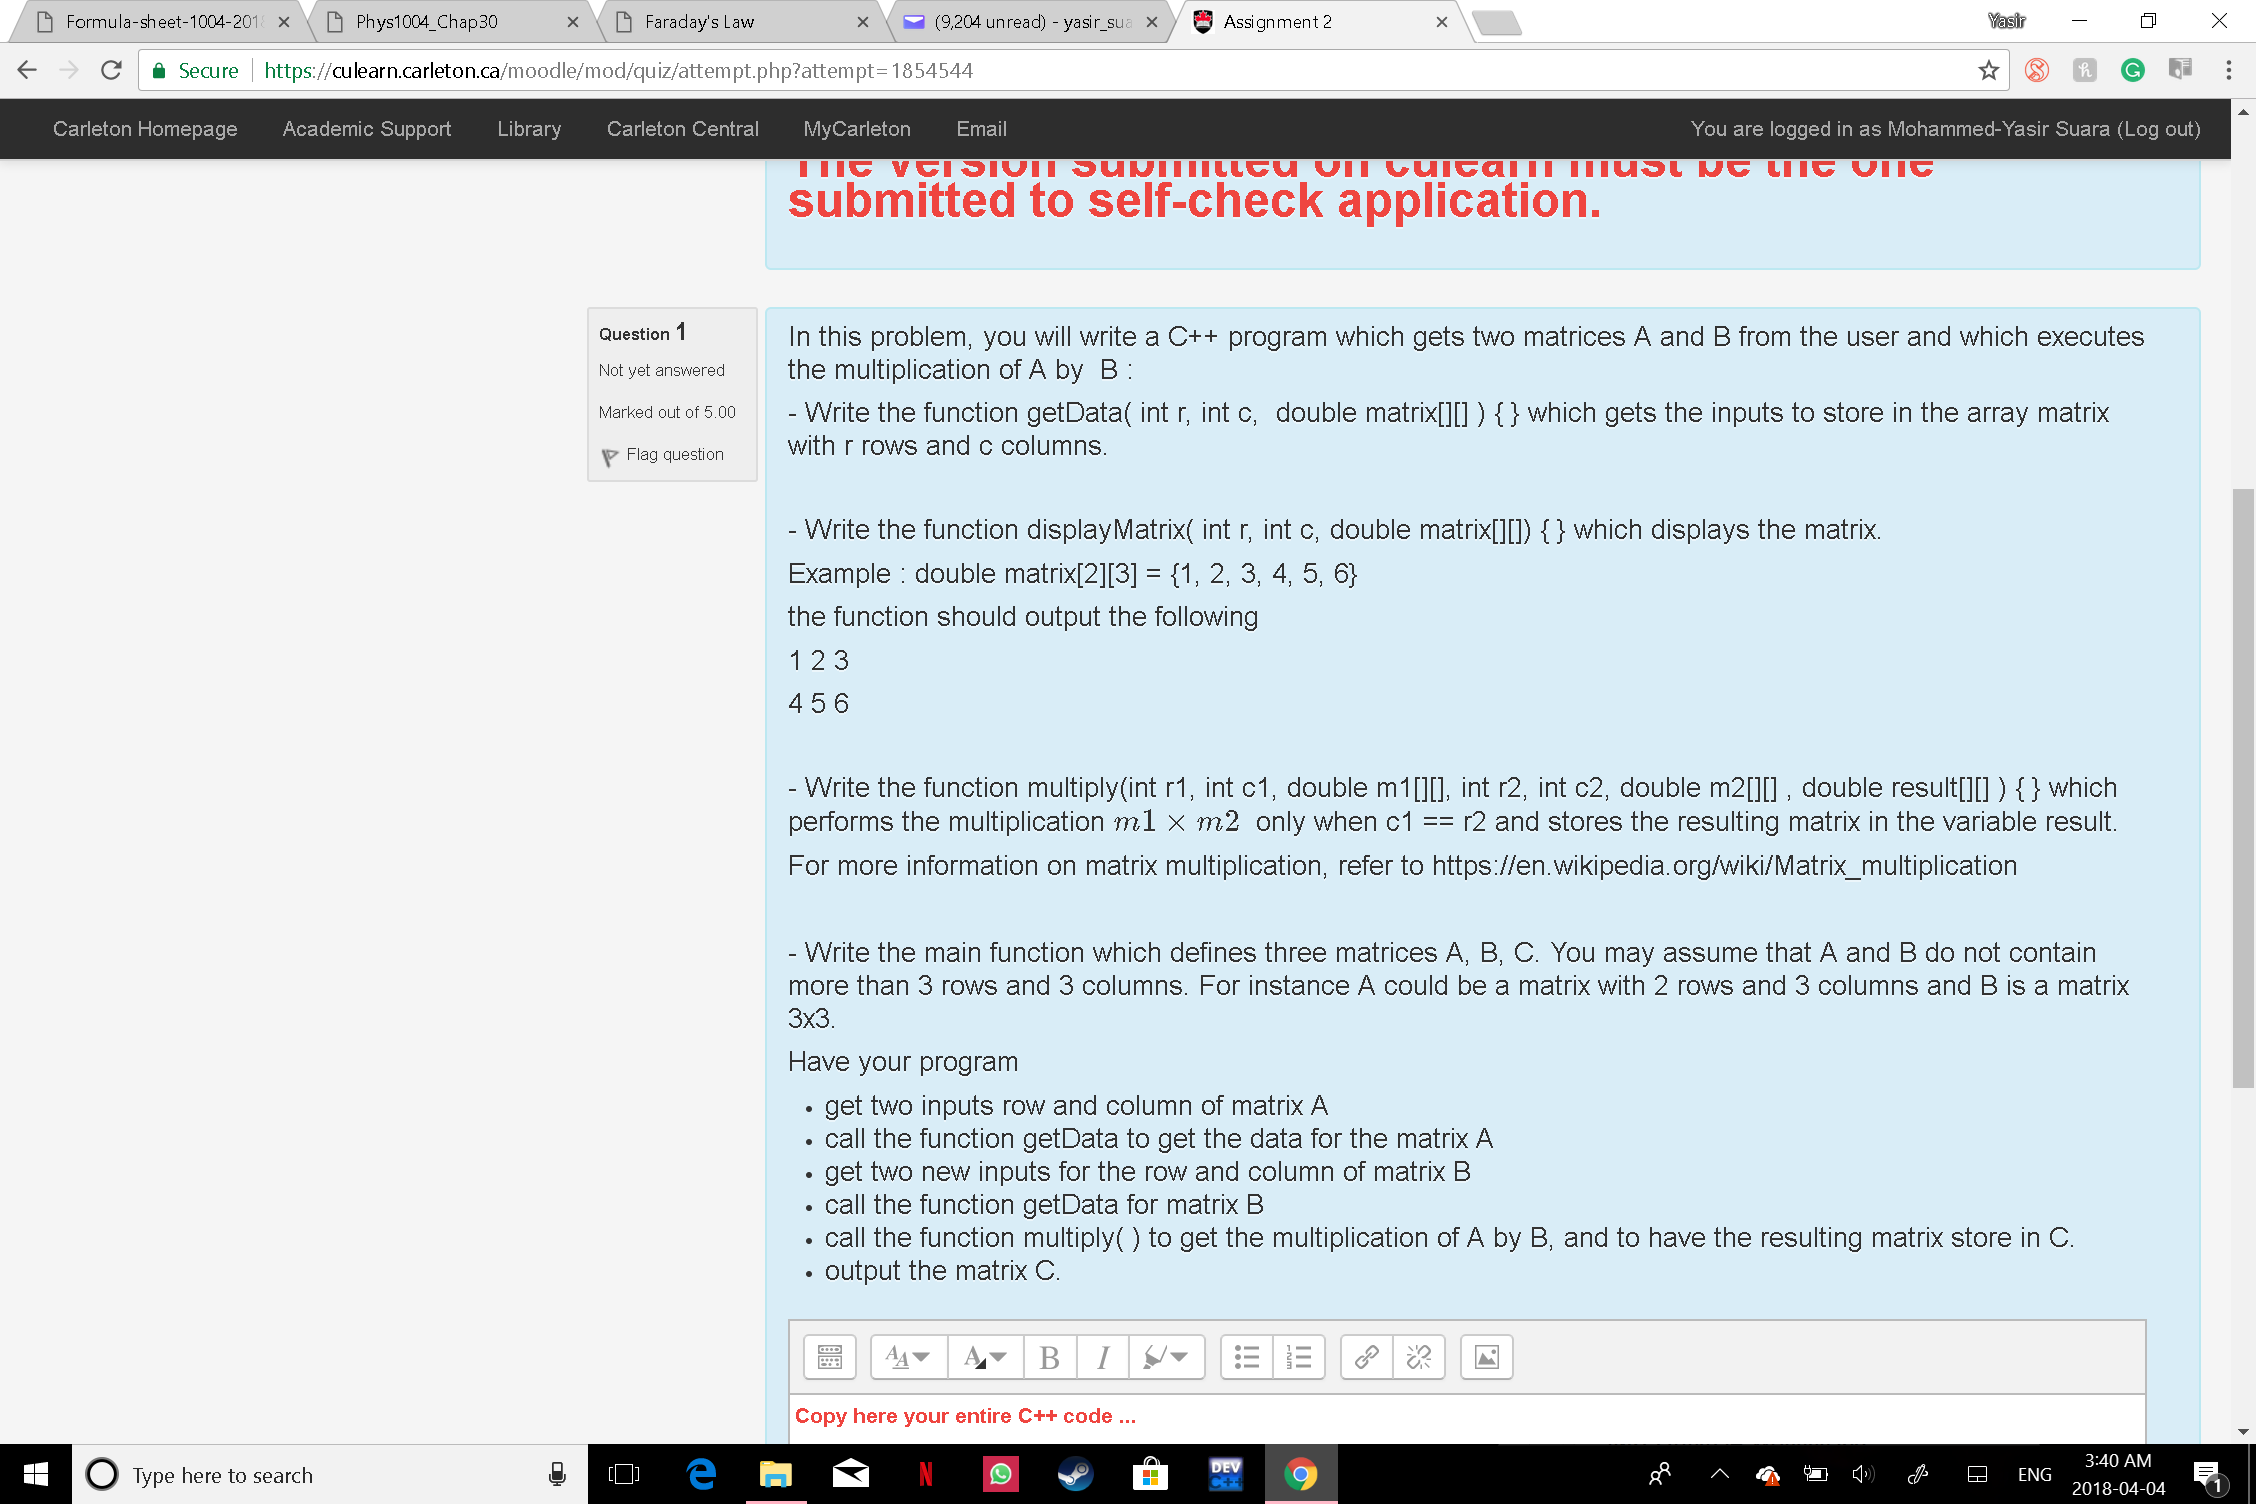 Formula-sheet-1004-201
Phys1004_Chap30
Faraday's Law
(9,204 unread) - yasir_sua
Assignment 2
Yasir
Secure
https://culearn.carleton.ca/moodle/mod/quiz/attempt.php?attempt=1854544
Carleton Homepage
Academic Support
Library
Carleton Central
MyCarleton
Email
You are logged in as Mohammed-Yasir Suara (Log out)
The version submitted on culearn must be the one
submitted to self-check application.
Question 1
Not yet answered
Marked out of 5.00
Flag question
In this problem, you will write a C++ program which gets two matrices A and B from the user and which executes
the multiplication of A by B :
- Write the function getData( int r, int c, double matrix[][] ) { } which gets the inputs to store in the array matrix
with r rows and c columns.
- Write the function displayMatrix( int r, int c, double matrix[][]) { } which displays the matrix.
Example : double matrix[2][3] = {1, 2, 3, 4, 5, 6}
the function should output the following
1 2 3
4 5 6
- Write the function multiply(int r1, int c1, double m1[][], int r2, int c2, double m2[][] , double result[][] ) { } which
performs the multiplication m1 × m2 only when c1 == r2 and stores the resulting matrix in the variable result.
For more information on matrix multiplication, refer to https://en.wikipedia.org/wiki/Matrix_multiplication
- Write the main function which defines three matrices A, B, C. You may assume that A and B do not contain
more than 3 rows and 3 columns. For instance A could be a matrix with 2 rows and 3 columns and B is a matrix
3x3.
Have your program
• get two inputs row and column of matrix A
• call the function getData to get the data for the matrix A
• get two new inputs for the row and column of matrix B
• call the function getData for matrix B
• call the function multiply( ) to get the multiplication of A by B, and to have the resulting matrix store in C.
• output the matrix C.
Copy here your entire C++ code ...
Type here to search
DEV
C++
ENG
3:40 AM
2018-04-04
1